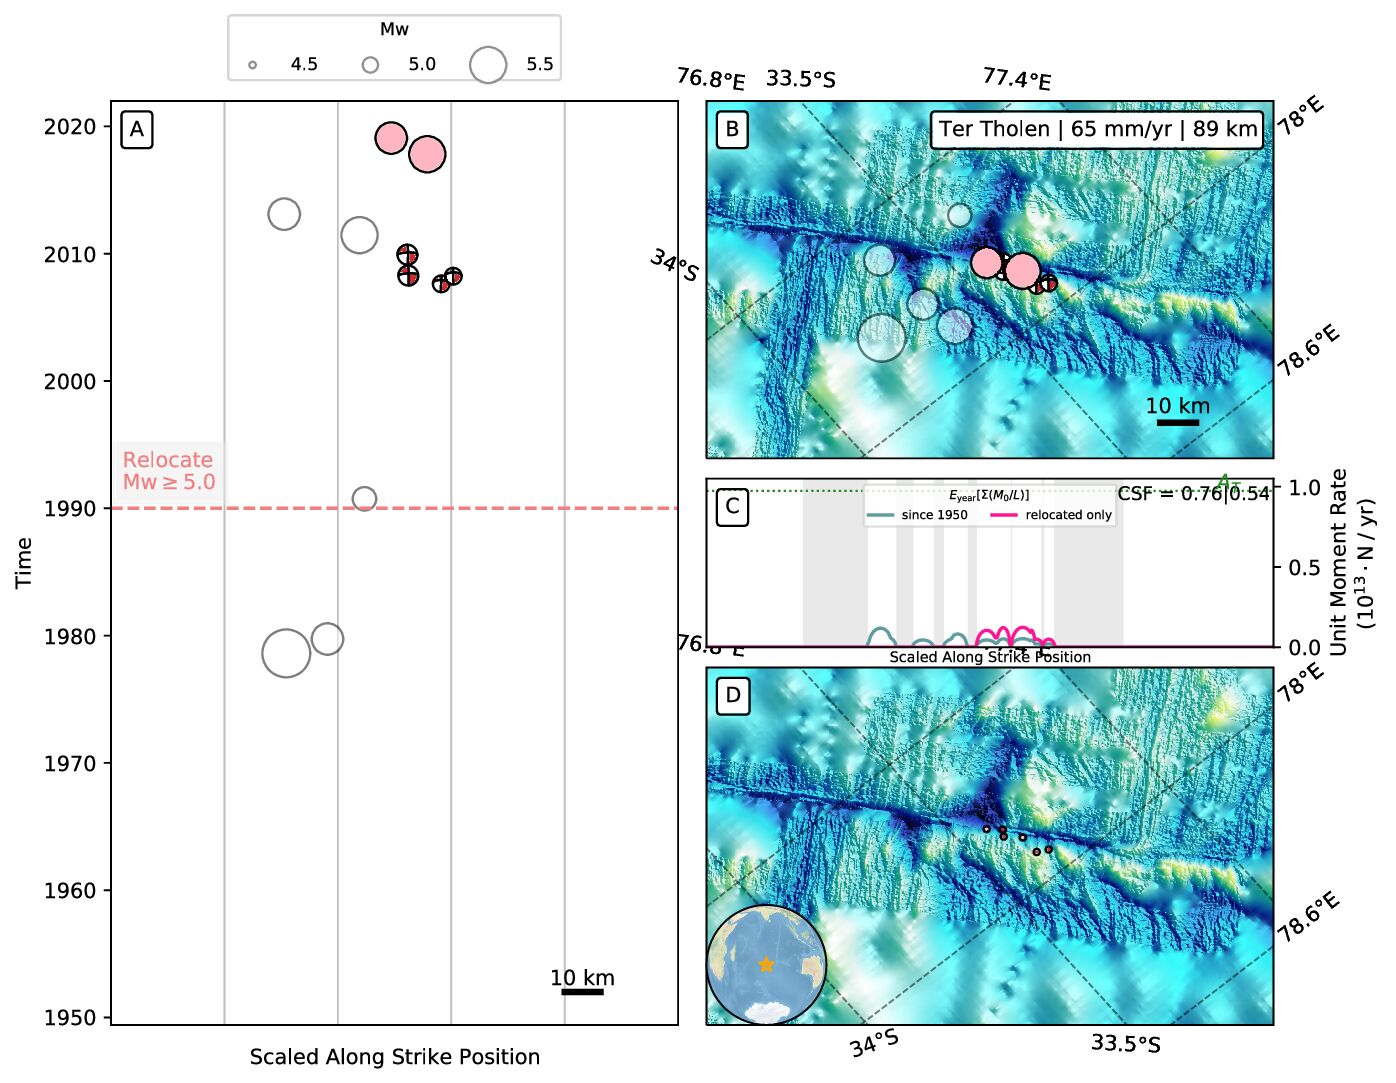 Mw
4.5 5.0 5.5
A
2020
2010
2000
1990
1980
1970
1960
1950
Time
Relocate
Mw ≥ 5.0
10 km
Scaled Along Strike Position
76.8°E 33.5°S 77.4°E
78°E
34°S
78.6°E
B
Ter Tholen | 65 mm/yr | 89 km
10 km
C
E_year[Σ(M_0/L)]
since 1950 relocated only
A_T
CSF = 0.76|0.54
1.0
0.5
0.0
Unit Moment Rate
(10^13 · N / yr)
Scaled Along Strike Position
78°E
D
78.6°E
34°S 33.5°S